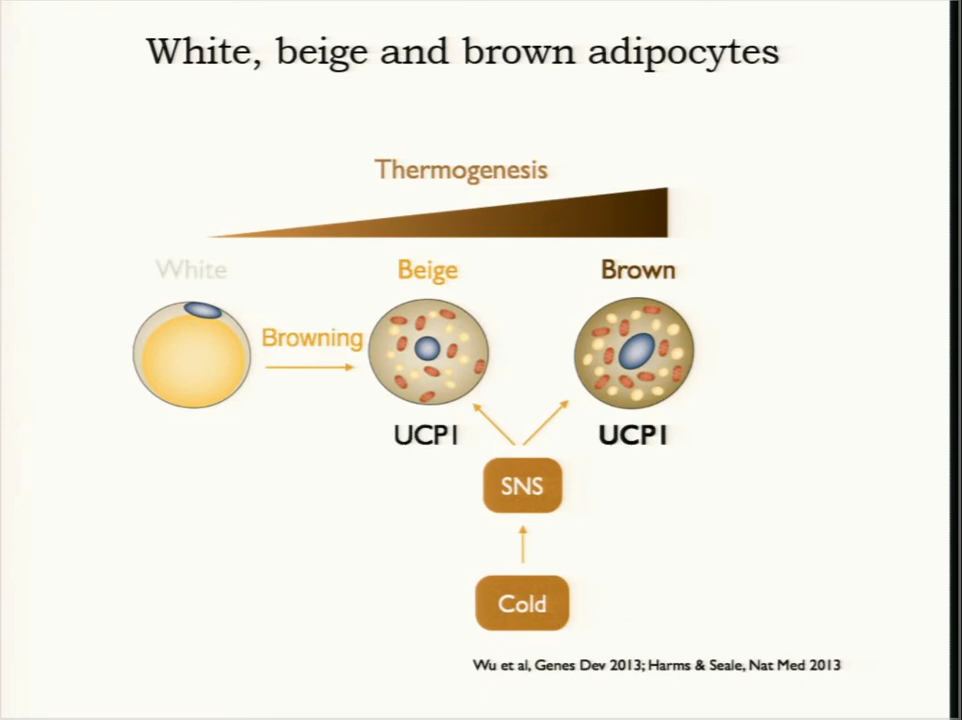 White, beige and brown adipocytes
Thermogenesis
White
Beige
Brown
Browning
UCP1
UCP1
SNS
Cold
Wu et al, Genes Dev 2013; Harms & Seale, Nat Med 2013